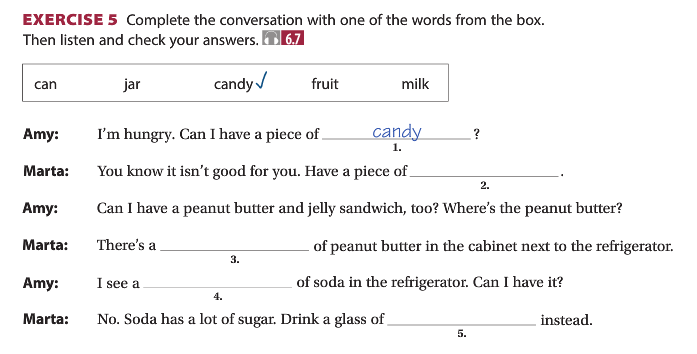 EXERCISE 5 Complete the conversation with one of the words from the box.
Then listen and check your answers. 6.7
can jar candy✓ fruit milk
Amy: I'm hungry. Can I have a piece of candy ?
1.
Marta: You know it isn't good for you. Have a piece of ____________ .
2.
Amy: Can I have a peanut butter and jelly sandwich, too? Where's the peanut butter?
Marta: There's a ____________ of peanut butter in the cabinet next to the refrigerator.
3.
Amy: I see a ____________ of soda in the refrigerator. Can I have it?
4.
Marta: No. Soda has a lot of sugar. Drink a glass of ____________ instead.
5.